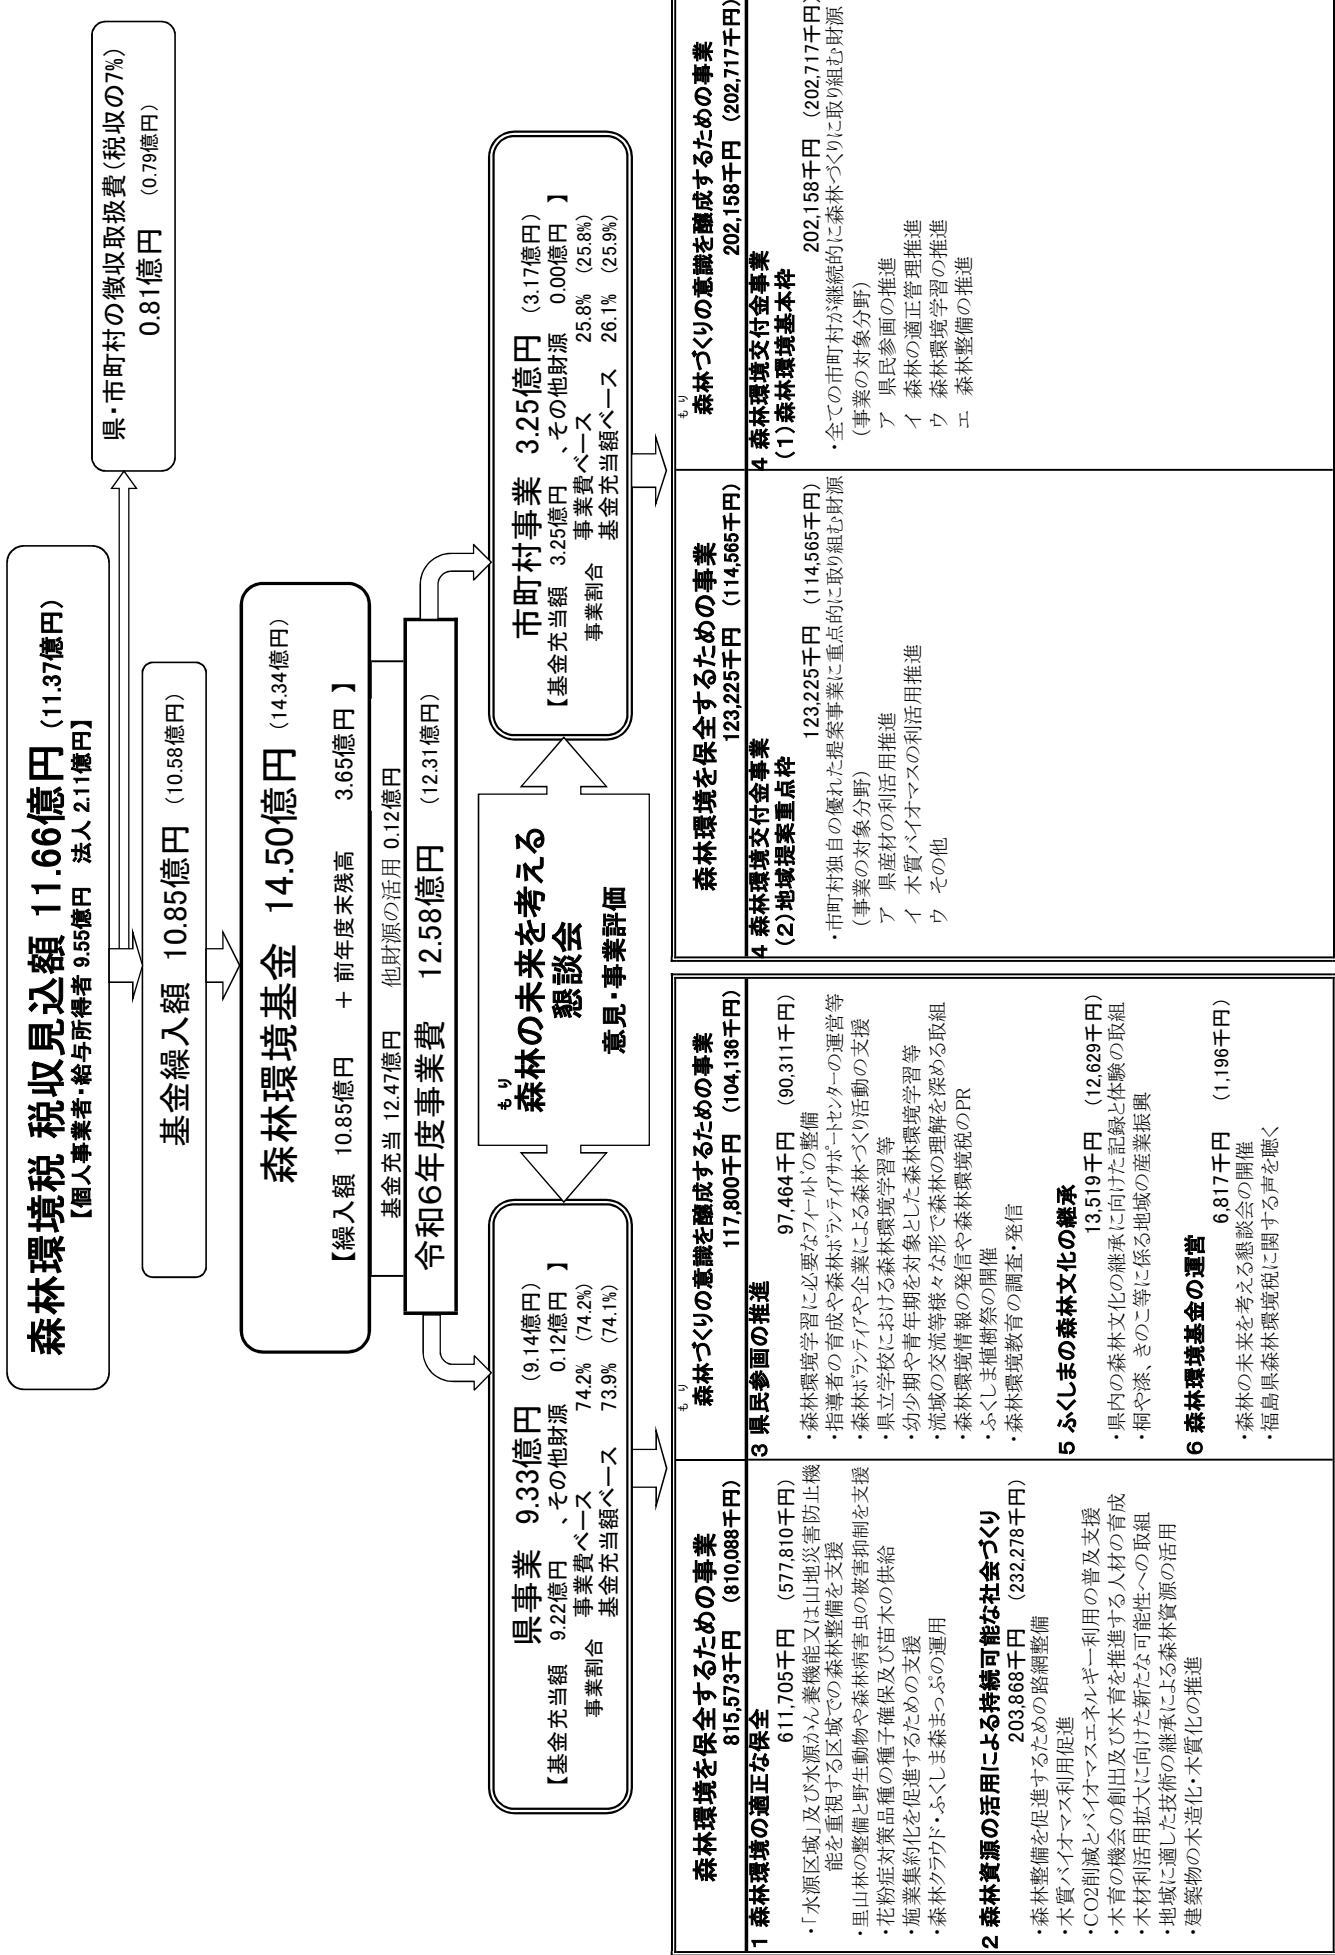 森林環境税 税収見込額 11.66億円（11.37億円）
【個人事業者・給与所得者 9.55億円 法人 2.11億円】
県・市町村の徴収取扱費（税収の7%）
0.81億円 （0.79億円）
基金繰入額 10.85億円 （10.58億円）
森林環境基金 14.50億円 （14.34億円）
【繰入額 10.85億円 ＋ 前年度末残高 3.65億円 】
基金充当 12.47億円 他財源の活用 0.12億円
令和6年度事業費 12.58億円 （12.31億円）
県事業 9.33億円 （9.14億円）
【基金充当額 9.22億円 、その他財源 0.12億円 】
事業割合 事業費ベース 74.2% （74.2%）
基金充当額ベース 73.9% （74.1%）
もり
森林の未来を考える
懇談会
意見・事業評価
市町村事業 3.25億円 （3.17億円）
【基金充当額 3.25億円 、その他財源 0.00億円 】
事業割合 事業費ベース 25.8% （25.8%）
基金充当額ベース 26.1% （25.9%）
森林環境を保全するための事業
815,573千円 （810,088千円）
1 森林環境の適正な保全
611,705千円 （577,810千円）
・「水源区域」及び水源かん養機能又は山地災害防止機
能を重視する区域での森林整備を支援
・里山林の整備と野生動物や森林病害虫の被害抑制を支援
・花粉症対策品種の種子確保及び苗木の供給
・施業集約化を促進するための支援
・森林クラウド・ふくしま森まっぷの運用
2 森林資源の活用による持続可能な社会づくり
203,868千円 （232,278千円）
・森林整備を促進するための路網整備
・木質バイオマス利用促進
・CO2削減とバイオマスエネルギー利用の普及支援
・木育の機会の創出及び木育を推進する人材の育成
・木材利活用拡大に向けた新たな可能性への取組
・地域に適した技術の継承による森林資源の活用
・建築物の木造化・木質化の推進
もり
森林づくりの意識を醸成するための事業
117,800千円 （104,136千円）
3 県民参画の推進
97,464千円 （90,311千円）
・森林環境学習に必要なフィールドの整備
・指導者の育成や森林ボランティアサポートセンターの運営等
・森林ボランティアや企業による森林づくり活動の支援
・県立学校における森林環境学習等
・幼少期や青年期を対象とした森林環境学習等
・流域の交流等様々な形で森林の理解を深める取組
・森林環境情報の発信や森林環境税のPR
・ふくしま植樹祭の開催
・森林環境教育の調査・発信
5 ふくしまの森林文化の継承
13,519千円 （12,629千円）
・県内の森林文化の継承に向けた記録と体験の取組
・桐や漆、きのこ等に係る地域の産業振興
6 森林環境基金の運営
6,817千円 （1,196千円）
・森林の未来を考える懇談会の開催
・福島県森林環境税に関する声を聴く
森林環境を保全するための事業
123,225千円 （114,565千円）
4 森林環境交付金事業
（2）地域提案重点枠
123,225千円 （114,565千円）
・市町村独自の優れた提案事業に重点的に取り組む財源
（事業の対象分野）
ア 県産材の利活用推進
イ 木質バイオマスの利活用推進
ウ その他
もり
森林づくりの意識を醸成するための事業
202,158千円 （202,717千円）
4 森林環境交付金事業
（1）森林環境基本枠
202,158千円 （202,717千円）
・全ての市町村が継続的に森林づくりに取り組む財源
（事業の対象分野）
ア 県民参画の推進
イ 森林の適正管理推進
ウ 森林環境学習の推進
エ 森林整備の推進